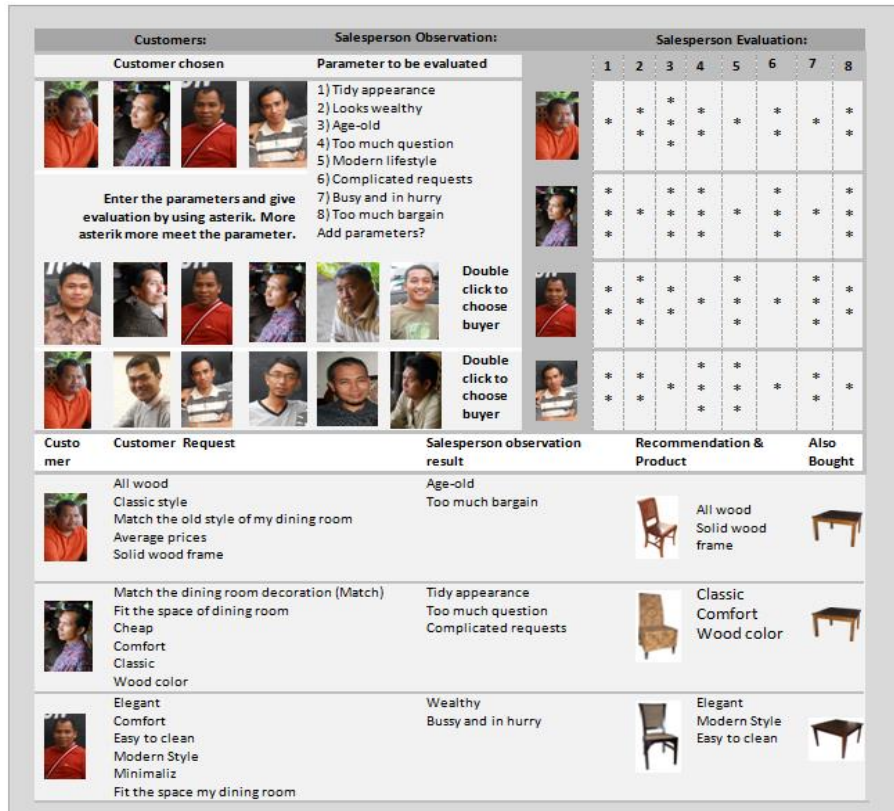 Customers: Salesperson Observation: Salesperson Evaluation:
Customer chosen Parameter to be evaluated 1 2 3 4 5 6 7 8
1) Tidy appearance
2) Looks wealthy
3) Age-old
4) Too much question
5) Modern lifestyle
6) Complicated requests
7) Busy and in hurry
8) Too much bargain
Add parameters?
Enter the parameters and give
evaluation by using asterik. More
asterik more meet the parameter.
* ** *** ** * ** * **
*** * *** *** * *** * ***
** *** ** * *** * *** **
** ** * *** *** * ** *
Double
click to
choose
buyer
Double
click to
choose
buyer
Custo
mer
Customer Request
Salesperson observation
result
Recommendation &
Product
Also
Bought
All wood
Classic style
Match the old style of my dining room
Average prices
Solid wood frame
Age-old
Too much bargain
All wood
Solid wood
frame
Match the dining room decoration (Match)
Fit the space of dining room
Cheap
Comfort
Classic
Wood color
Tidy appearance
Too much question
Complicated requests
Classic
Comfort
Wood color
Elegant
Comfort
Easy to clean
Modern Style
Minimaliz
Fit the space my dining room
Wealthy
Bussy and in hurry
Elegant
Modern Style
Easy to clean